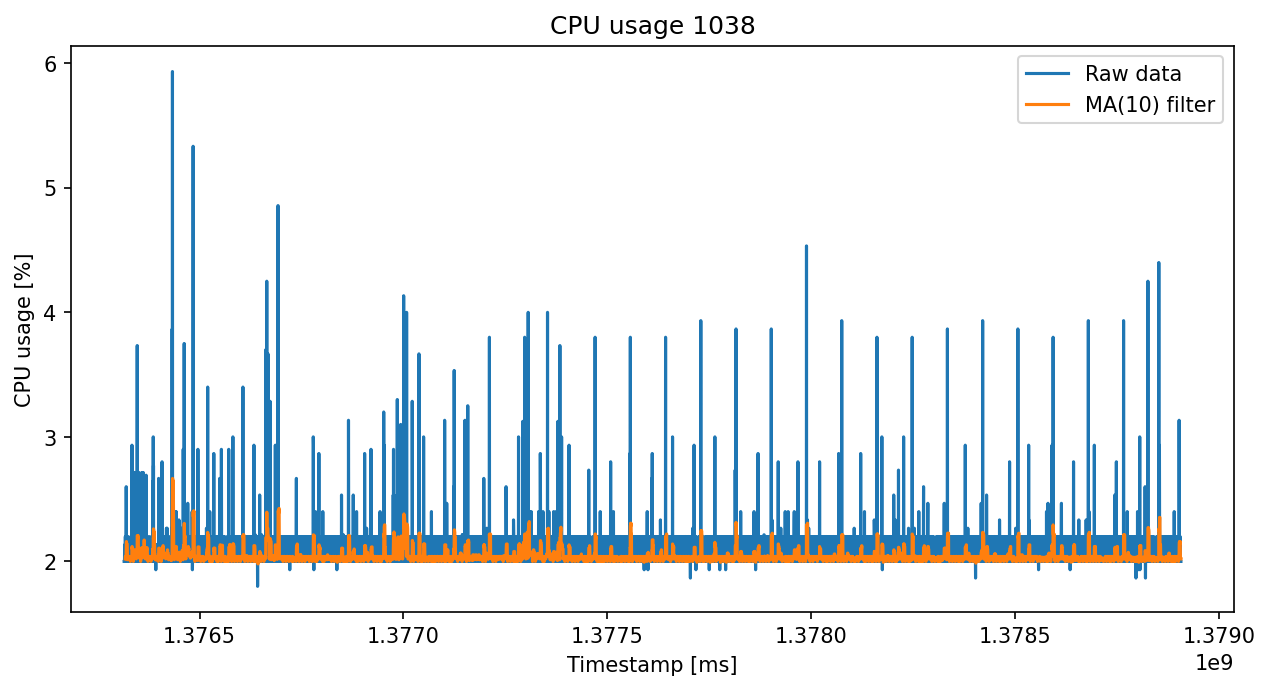 CPU usage 1038
Raw data
MA(10) filter
CPU usage [%]
6
5
4
3
2
1.3765 1.3770 1.3775 1.3780 1.3785 1.3790
1e9
Timestamp [ms]